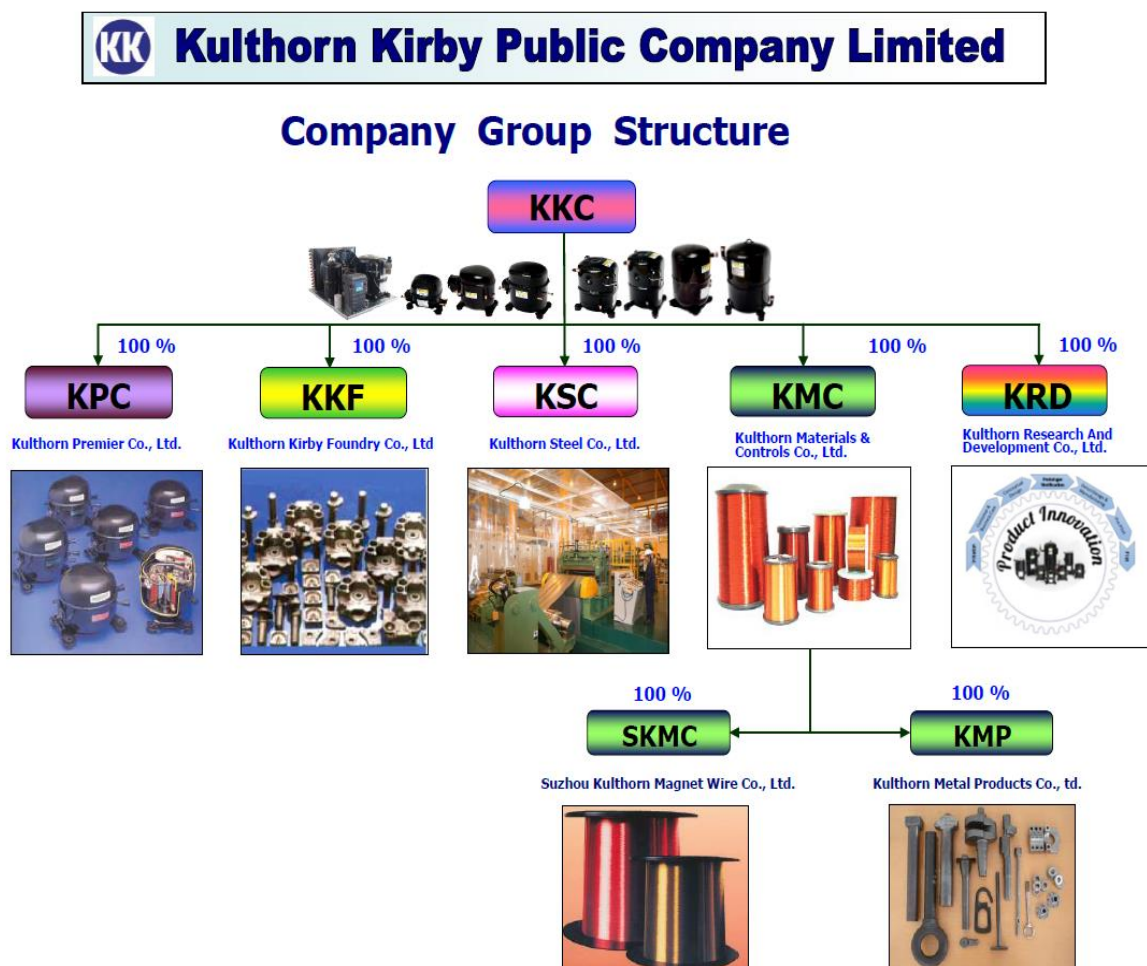 KK Kulthorn Kirby Public Company Limited
Company Group Structure
KKC
100 %
100 %
100 %
100 %
100 %
KPC
KKF
KSC
KMC
KRD
Kulthorn Premier Co., Ltd.
Kulthorn Kirby Foundry Co., Ltd
Kulthorn Steel Co., Ltd.
Kulthorn Materials &
Controls Co., Ltd.
Kulthorn Research And
Development Co., Ltd.
Product Innovation
100 %
100 %
SKMC
KMP
Suzhou Kulthorn Magnet Wire Co., Ltd.
Kulthorn Metal Products Co., td.